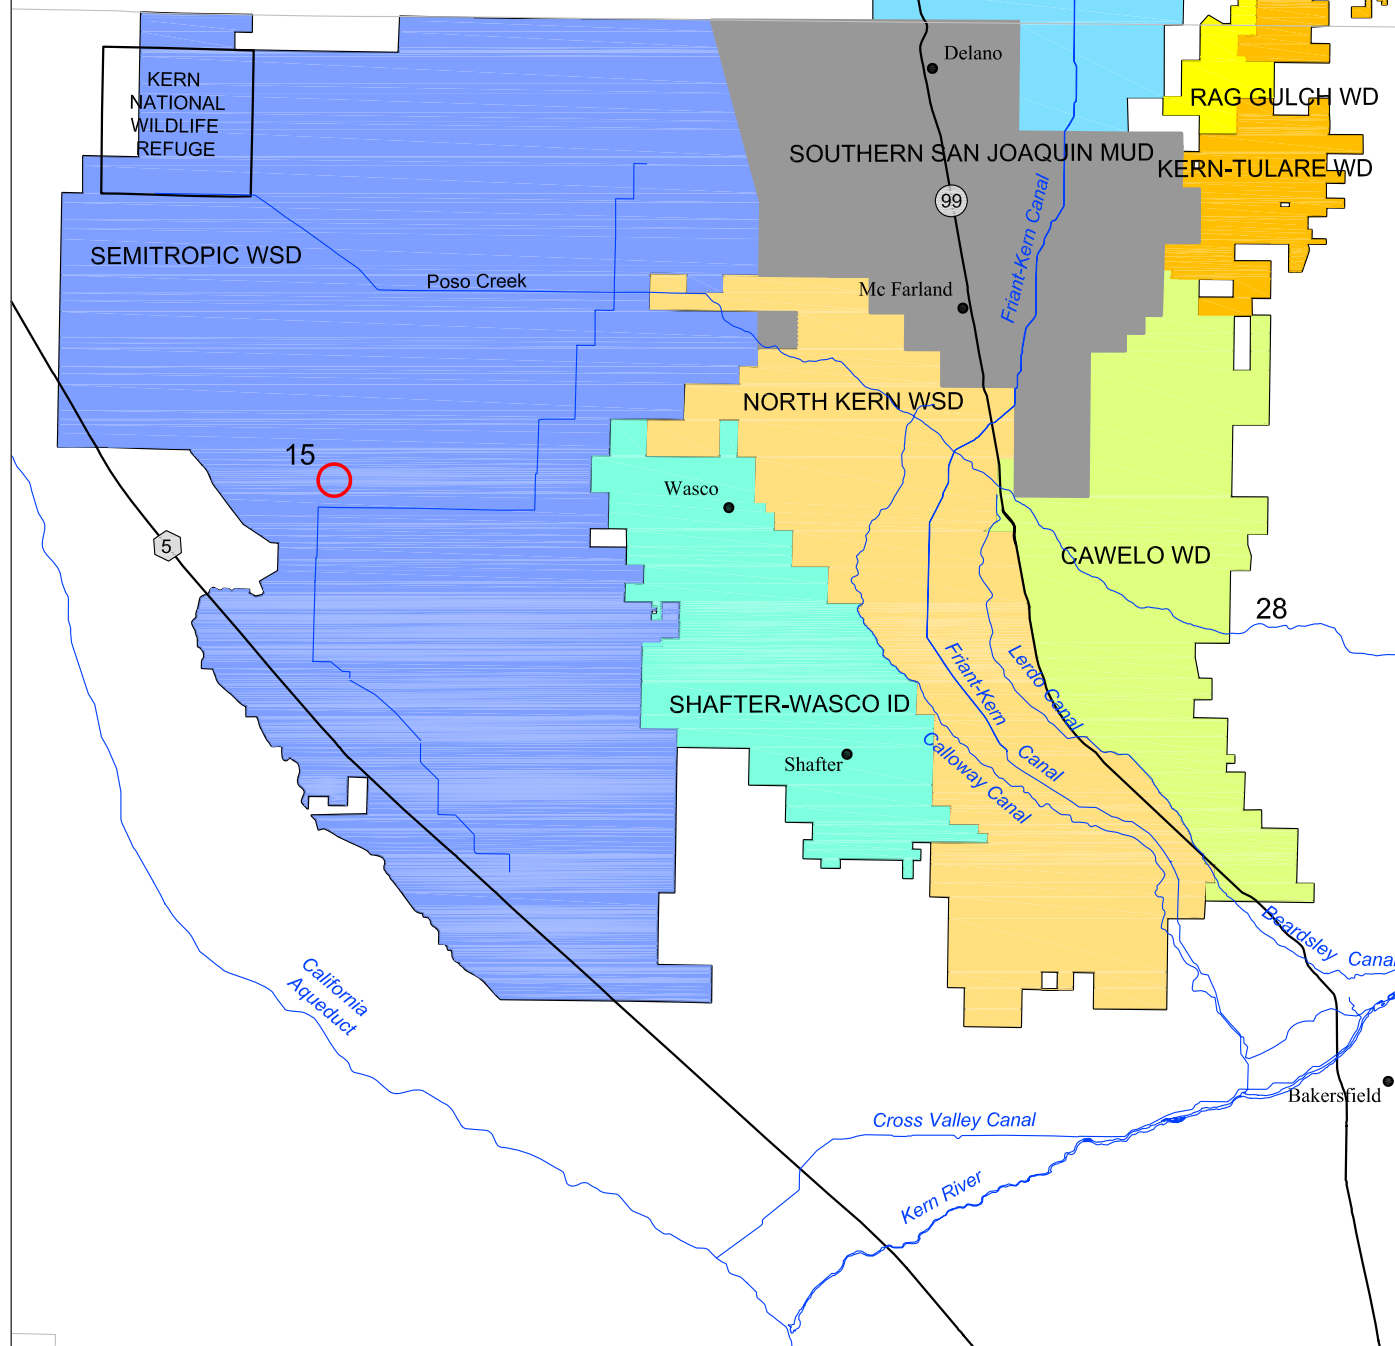 Delano
KERN
NATIONAL
WILDLIFE
REFUGE
RAG GULCH WD
SOUTHERN SAN JOAQUIN MUD
KERN-TULARE WD
99
Friant-Kern Canal
SEMITROPIC WSD
Poso Creek
Mc Farland
NORTH KERN WSD
15
Wasco
5
CAWELO WD
28
Friant-Kern
Canal
Lerdo Canal
SHAFTER-WASCO ID
Calloway Canal
Shafter
Beardsley Canal
California
Aqueduct
Bakersfield
Cross Valley Canal
Kern River